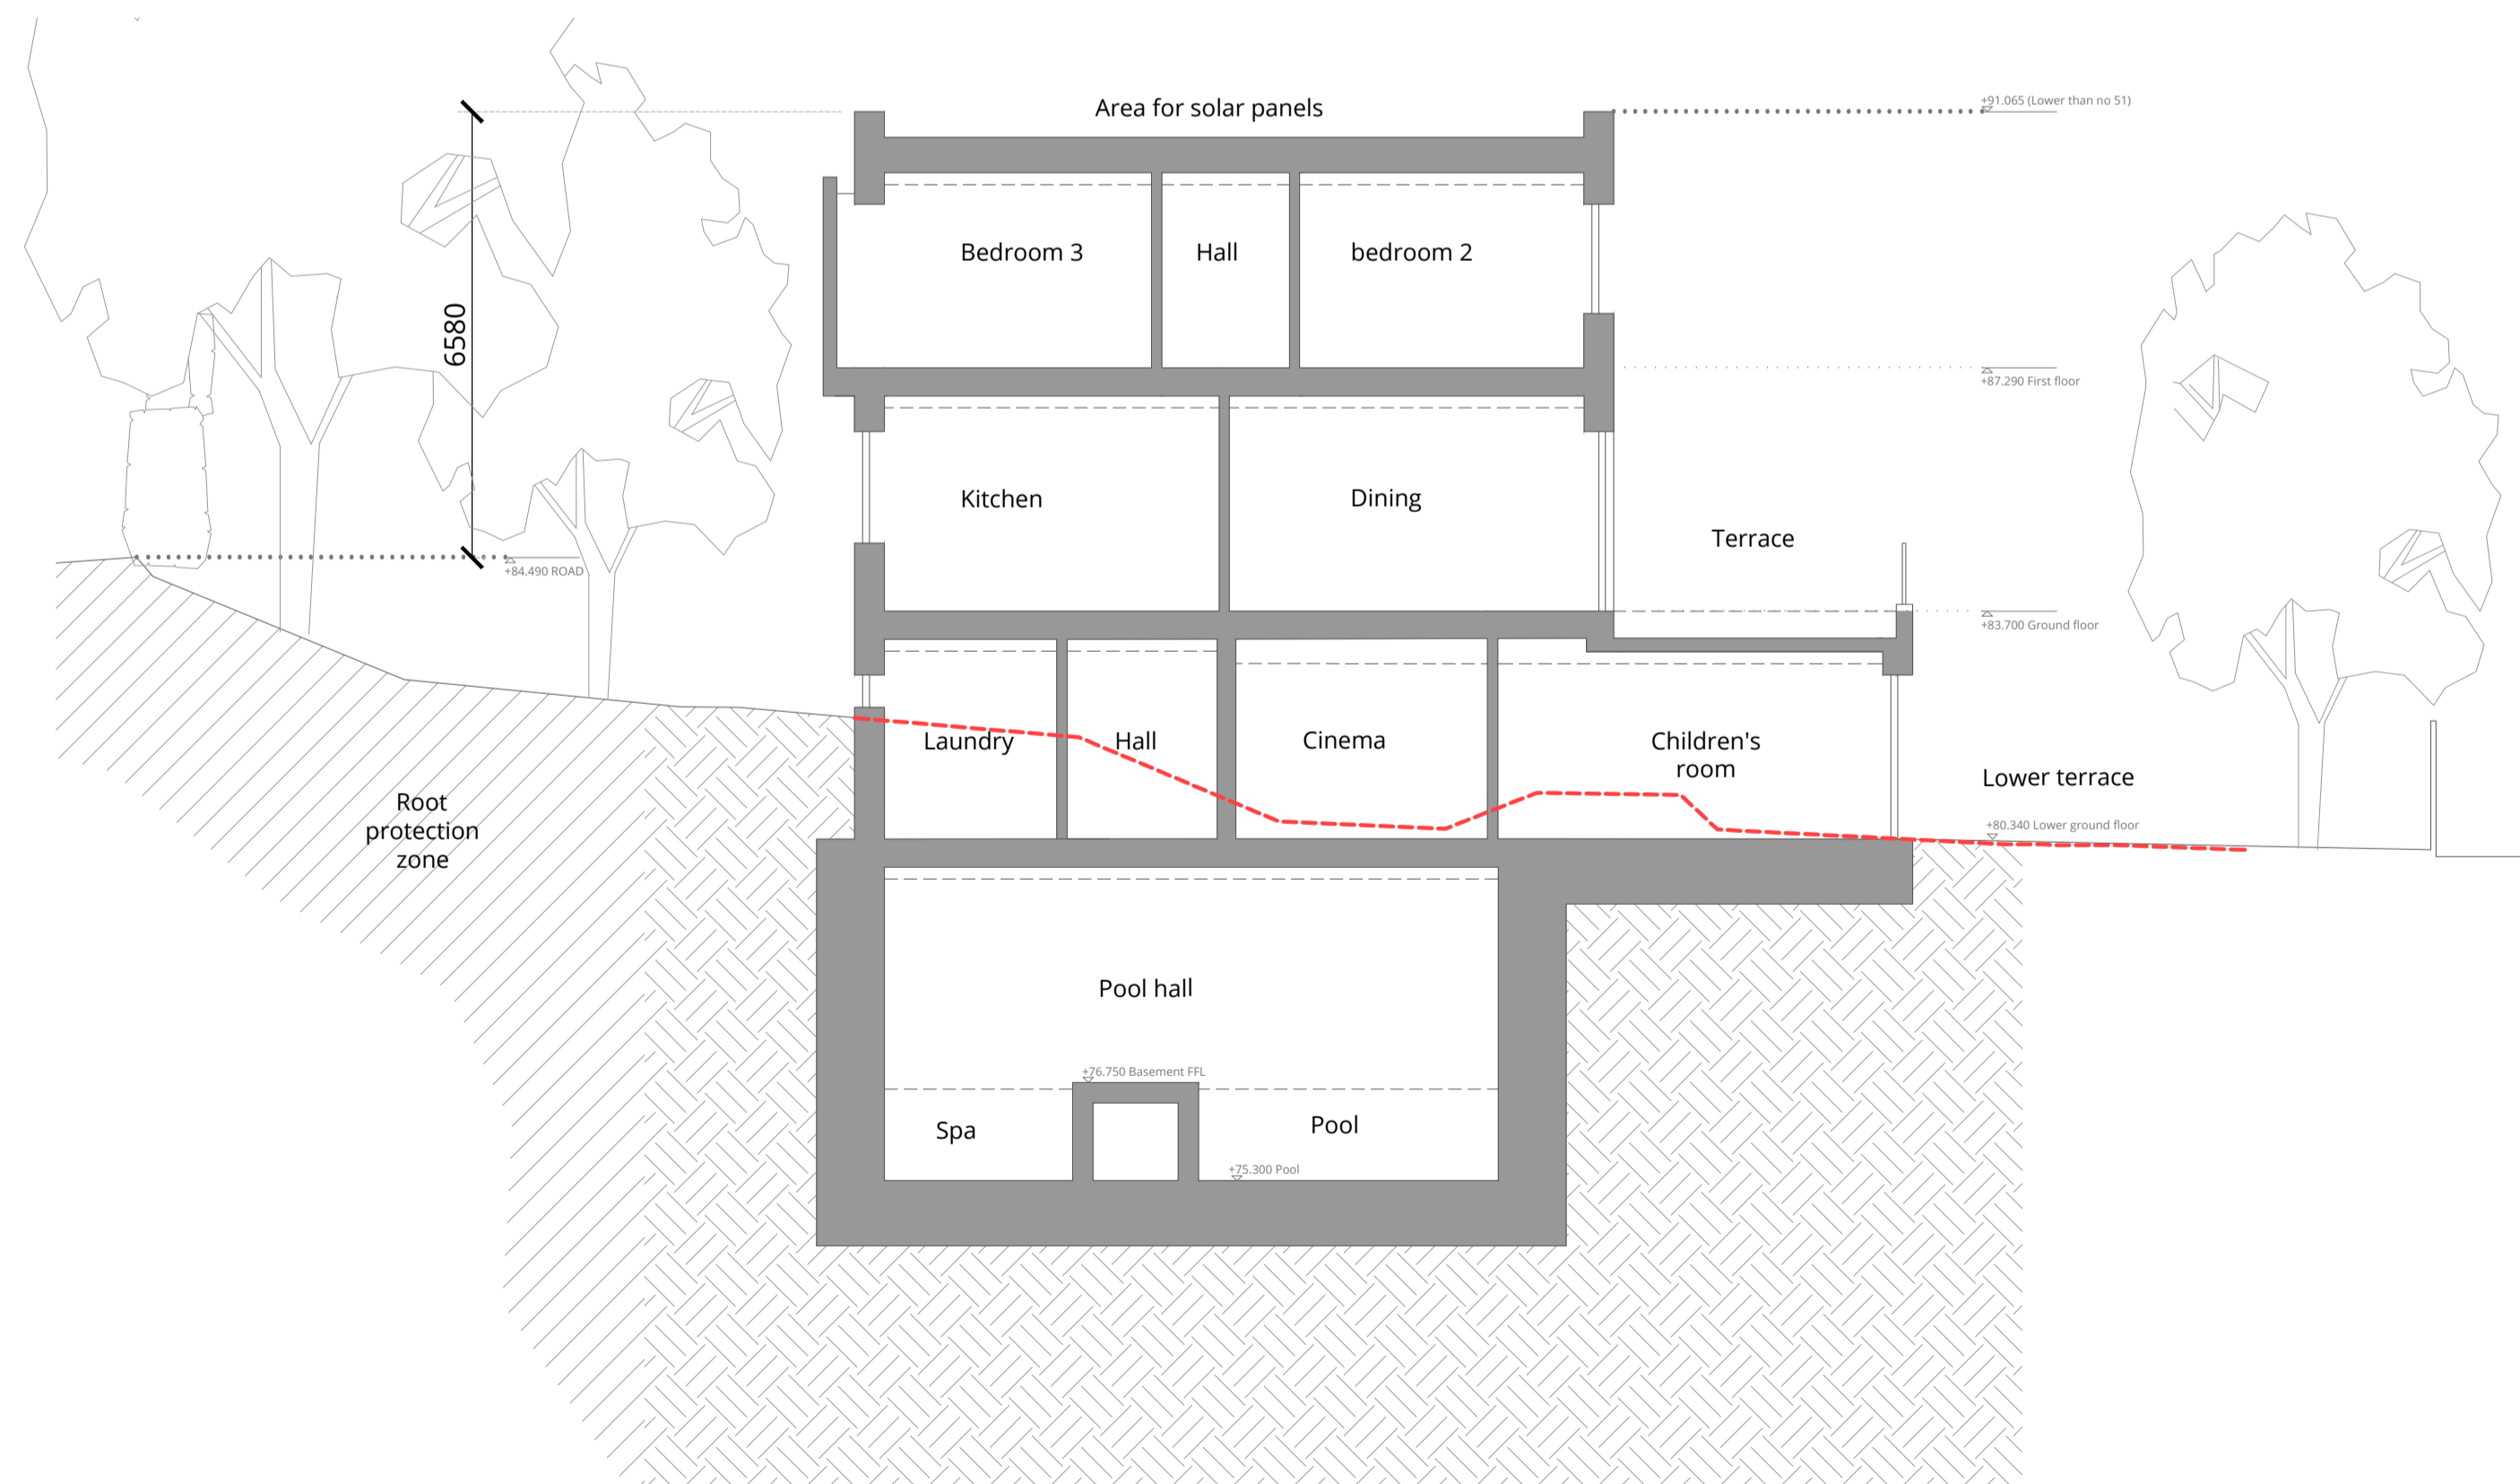 Area for solar panels
+91.065 (Lower than no 51)
Bedroom 3
Hall
bedroom 2
6580
+87.290 First floor
Kitchen
Dining
Terrace
+84.490 ROAD
+83.700 Ground floor
Laundry
Hall
Cinema
Children's
room
Lower terrace
+80.340 Lower ground floor
Root
protection
zone
Pool hall
+76.750 Basement FFL
Spa
Pool
+75.300 Pool